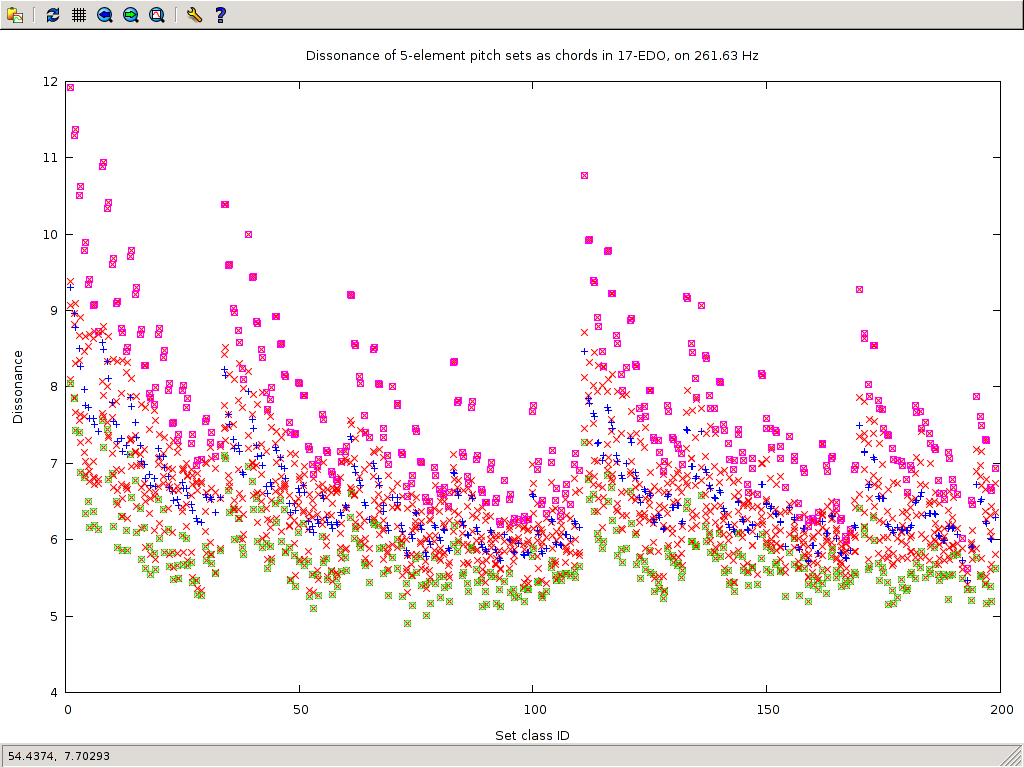 ?
Dissonance of 5-element pitch sets as chords in 17-EDO, on 261.63 Hz
12
11
10
9
8
7
6
5
4
Dissonance
0 50 100 150 200
Set class ID
54.4374, 7.70293